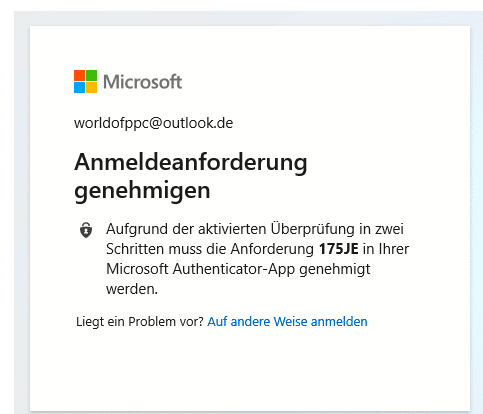 Microsoft
worldofppc@outlook.de
Anmeldeanforderung
genehmigen
Aufgrund der aktivierten Überprüfung in zwei
Schritten muss die Anforderung 175JE in Ihrer
Microsoft Authenticator-App genehmigt
werden.
Liegt ein Problem vor? Auf andere Weise anmelden